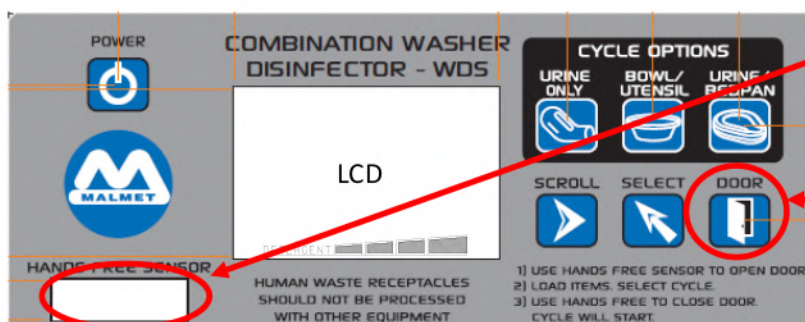 POWER
COMBINATION WASHER
DISINFECTOR - WDS
CYCLE OPTIONS
URINE
ONLY
BOWL/
UTENSIL
URINE/
BEDPAN
MALMET
LCD
SCROLL
SELECT
DOOR
DETERGENT
HANDS FREE SENSOR
HUMAN WASTE RECEPTACLES
SHOULD NOT BE PROCESSED
WITH OTHER EQUIPMENT
1) USE HANDS FREE SENSOR TO OPEN DOOR
2) LOAD ITEMS. SELECT CYCLE.
3) USE HANDS FREE TO CLOSE DOOR.
CYCLE WILL START.